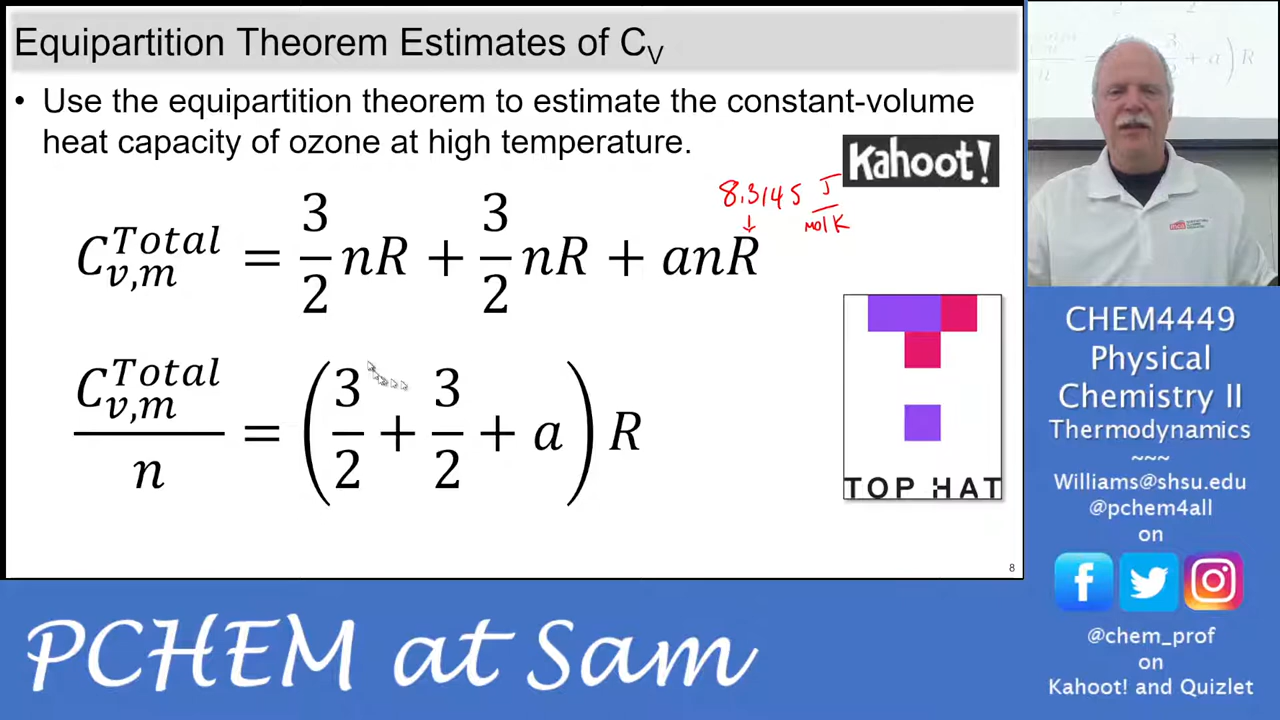 Equipartition Theorem Estimates of C_V
• Use the equipartition theorem to estimate the constant-volume
heat capacity of ozone at high temperature.
Kahoot!
8.3145 J/mol K
↓
C_{v,m}^{Total} = 3/2 nR + 3/2 nR + anR
C_{v,m}^{Total}/n = (3/2 + 3/2 + a) R
TOP HAT
8
+ a) R
CHEM4449
Physical
Chemistry II
Thermodynamics
~~~
Williams@shsu.edu
@pchem4all
on
@chem_prof
on
Kahoot! and Quizlet
PCHEM at Sam